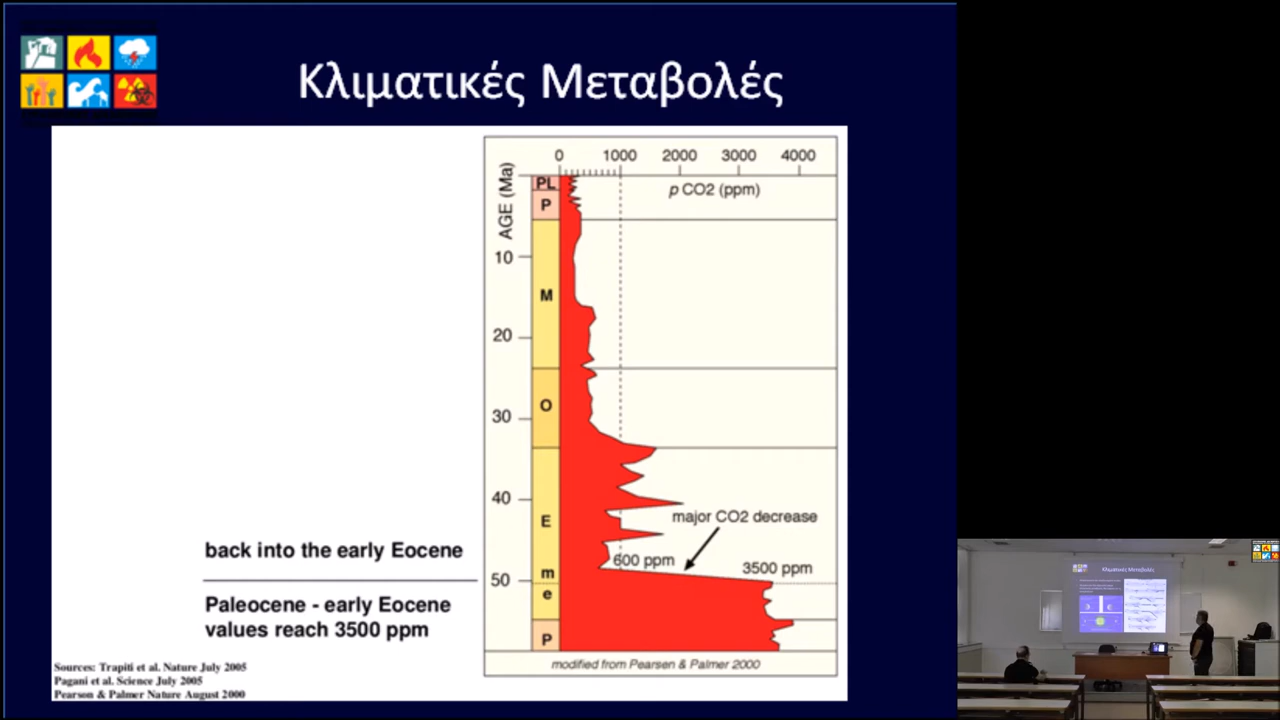 Κλιματικές Μεταβολές
0 1000 2000 3000 4000
AGE (Ma)
p CO2 (ppm)
PL
P
10
M
20
O
30
40
E
major CO2 decrease
600 ppm
3500 ppm
m
50
e
P
back into the early Eocene
Paleocene - early Eocene
values reach 3500 ppm
modified from Pearsen & Palmer 2000
Sources: Trapiti et al. Nature July 2005
Pagani et al. Science July 2005
Pearson & Palmer Nature August 2000
Κλιματικές Μεταβολές